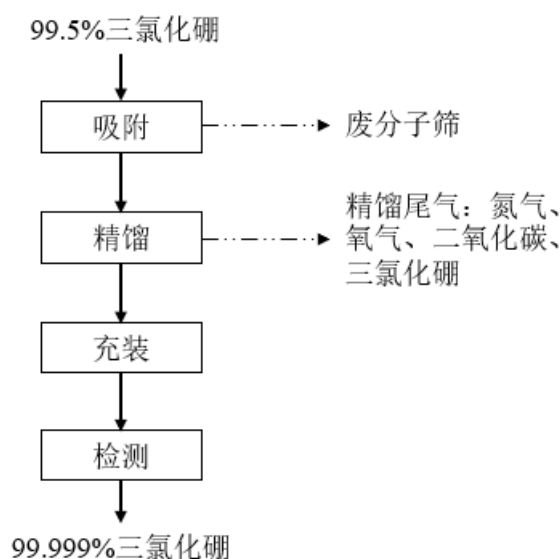 99.5%三氯化硼
吸附
废分子筛
精馏
精馏尾气：氮气、
氧气、二氧化碳、
三氯化硼
充装
检测
99.999%三氯化硼